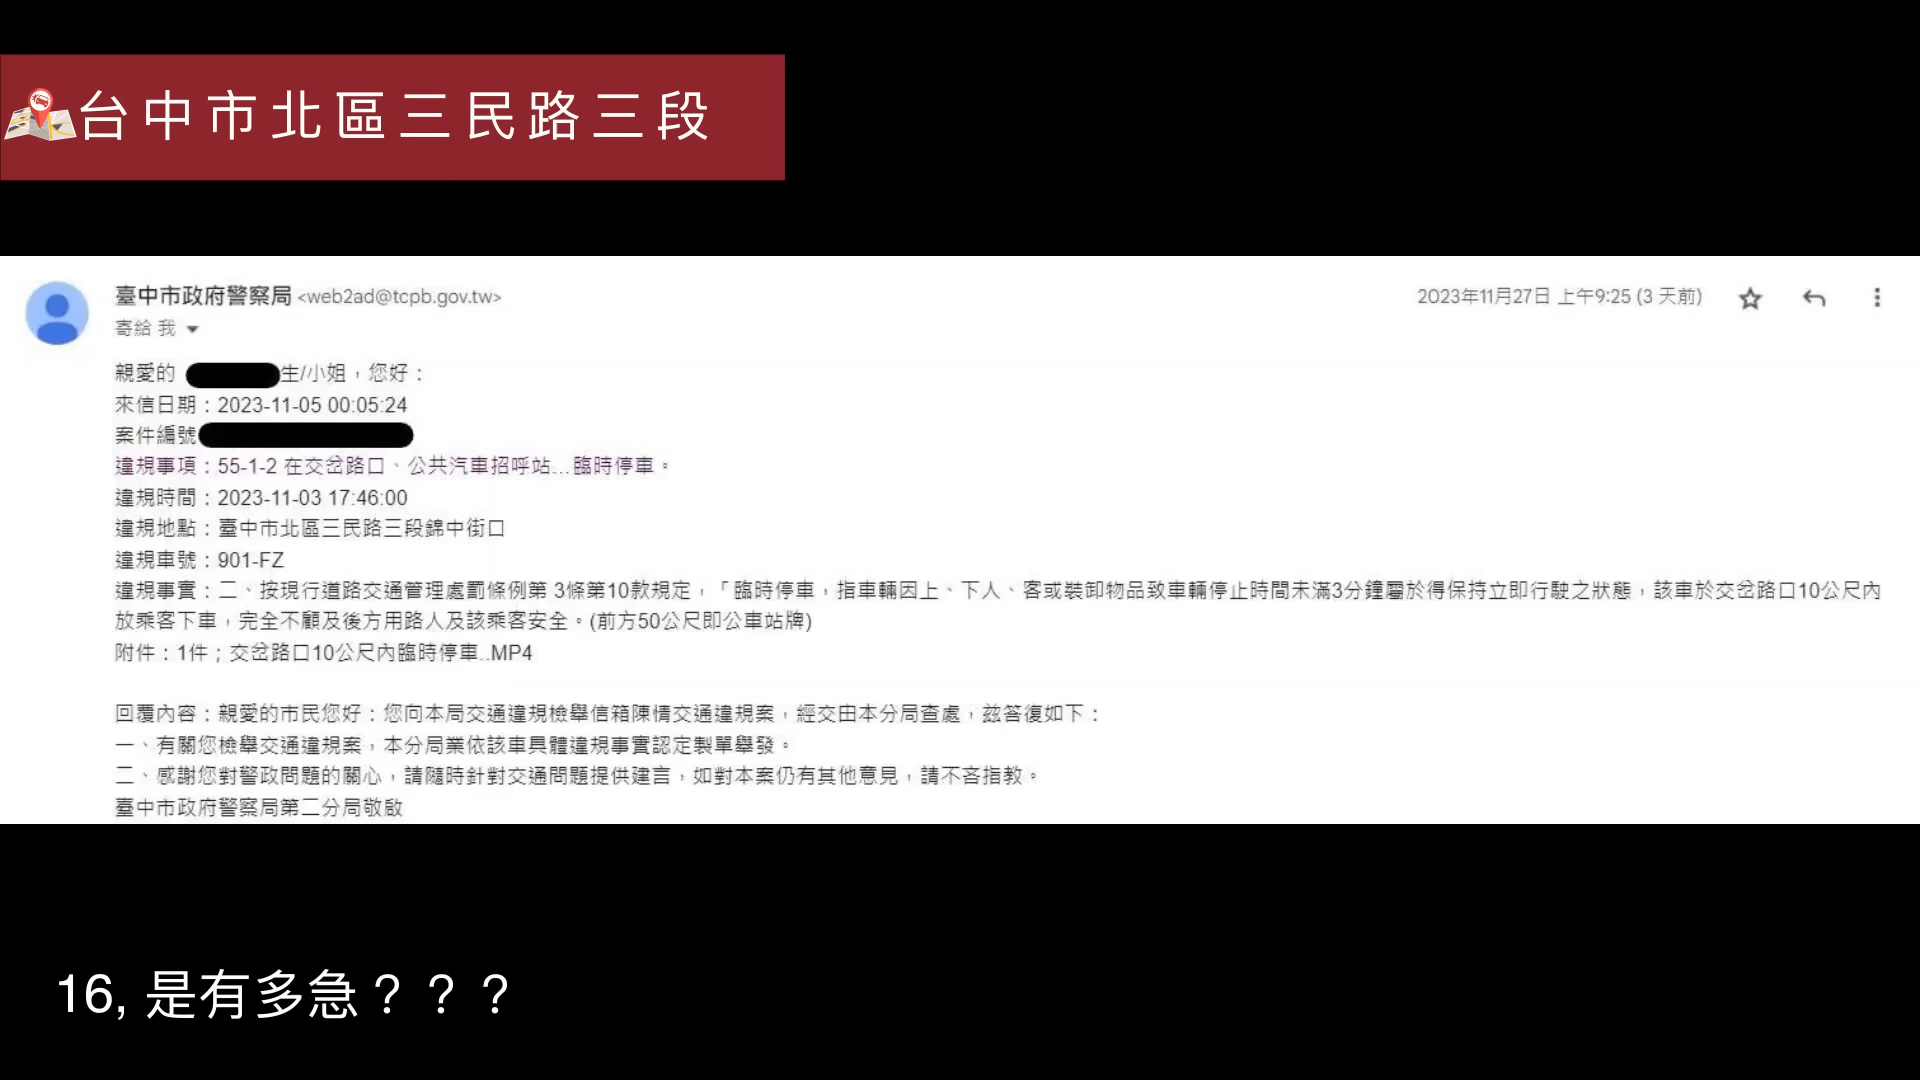 台中市北區三民路三段
臺中市政府警察局 <web2ad@tcpb.gov.tw>
2023年11月27日 上午9:25 (3 天前)
寄給 我
親愛的 生/小姐，您好：
來信日期：2023-11-05 00:05:24
案件編號
違規事項：55-1-2 在交岔路口、公共汽車招呼站...臨時停車。
違規時間：2023-11-03 17:46:00
違規地點：臺中市北區三民路三段錦中街口
違規車號：901-FZ
違規事實：二、按現行道路交通管理處罰條例第 3條第10款規定，「臨時停車，指車輛因上、下人、客或裝卸物品致車輛停止時間未滿3分鐘屬於得保持立即行駛之狀態，該車於交岔路口10公尺內
放乘客下車，完全不顧及後方用路人及該乘客安全。(前方50公尺即公車站牌)
附件：1件；交岔路口10公尺內臨時停車..MP4
回覆內容：親愛的市民您好：您向本局交通違規檢舉信箱陳情交通違規案，經交由本分局查處，茲答復如下：
一、有關您檢舉交通違規案，本分局業依該車具體違規事實認定製單舉發。
二、感謝您對警政問題的關心，請隨時針對交通問題提供建言，如對本案仍有其他意見，請不吝指教。
臺中市政府警察局第二分局敬啟
16, 是有多急？？？